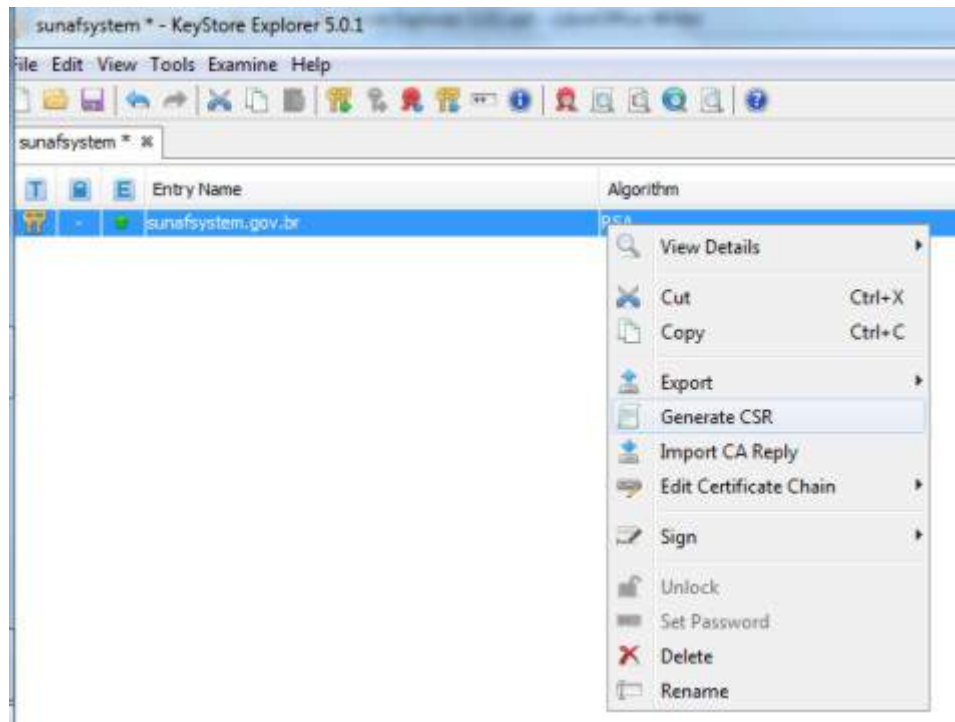 sunafsystem * - KeyStore Explorer 5.0.1
File Edit View Tools Examine Help
sunafsystem *
T E Entry Name Algorithm
sunafsystem.gov.br RSA
View Details
Cut Ctrl+X
Copy Ctrl+C
Export
Generate CSR
Import CA Reply
Edit Certificate Chain
Sign
Unlock
Set Password
Delete
Rename